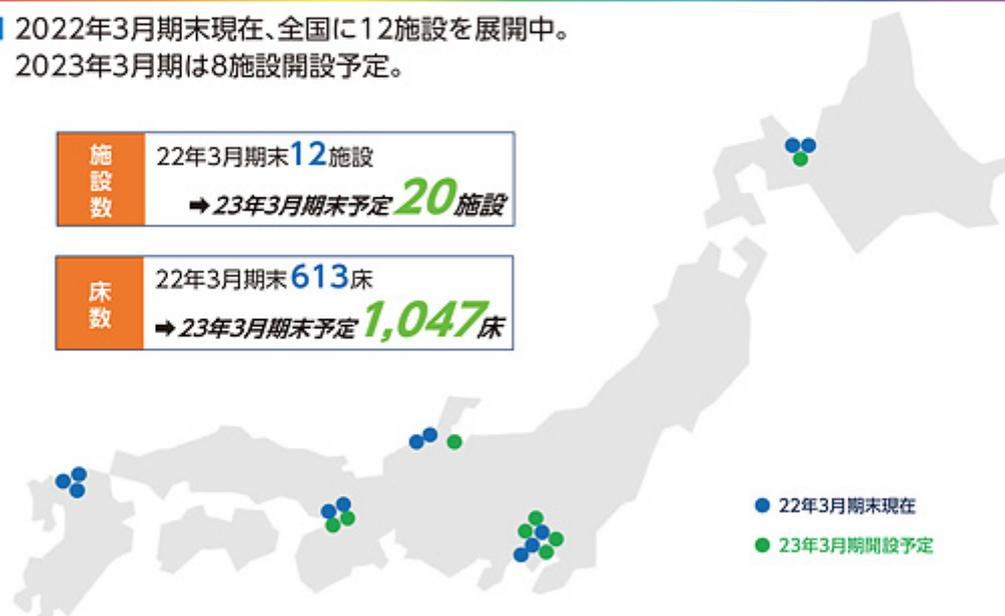 2022年3月期末現在、全国に12施設を展開中。
2023年3月期は8施設開設予定。
施設数
22年3月期末12施設
➡23年3月期末予定20施設
床数
22年3月期末613床
➡23年3月期末予定1,047床
22年3月期末現在
23年3月期開設予定